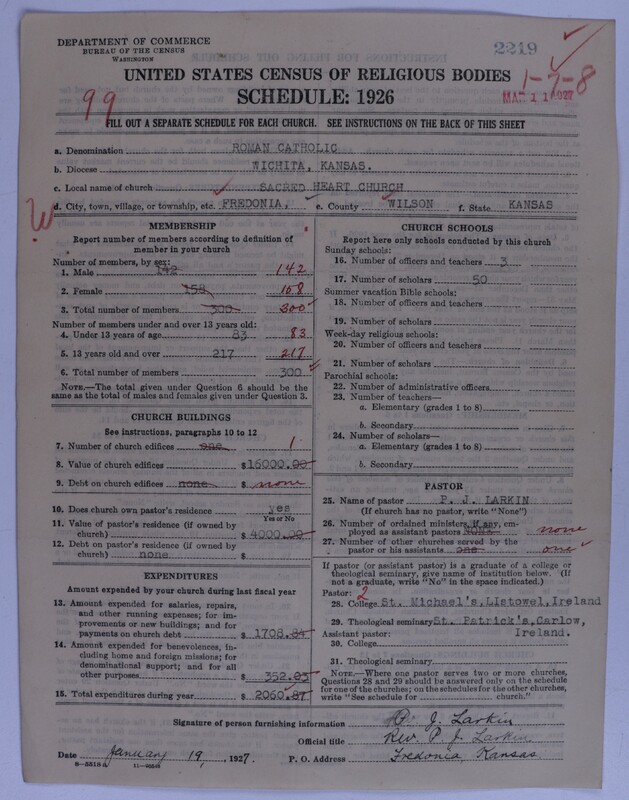 DEPARTMENT OF COMMERCE
BUREAU OF THE CENSUS
WASHINGTON
2219
UNITED STATES CENSUS OF RELIGIOUS BODIES
SCHEDULE: 1926
1-7-8
MAR 11 1927
99
FILL OUT A SEPARATE SCHEDULE FOR EACH CHURCH. SEE INSTRUCTIONS ON THE BACK OF THIS SHEET
a. Denomination ROMAN CATHOLIC
b. Diocese WICHITA, KANSAS.
c. Local name of church SACRED HEART CHURCH
d. City, town, village, or township, etc. FREDONIA, e. County WILSON f. State KANSAS
W
MEMBERSHIP
Report number of members according to definition of member in your church
Number of members, by sex:
1. Male 142 142
2. Female 158 168
3. Total number of members 300 300
Number of members under and over 13 years old:
4. Under 13 years of age 83 83
5. 13 years old and over 217 217
6. Total number of members 300
NOTE.—The total given under Question 6 should be the same as the total of males and females given under Question 3.
CHURCH BUILDINGS
See instructions, paragraphs 10 to 12
7. Number of church edifices one 1
8. Value of church edifices $16000.00
9. Debt on church edifices none $ none
10. Does church own pastor's residence yes
Yes or No
11. Value of pastor's residence (if owned by church) $ 4000.00
12. Debt on pastor's residence (if owned by church) none $
EXPENDITURES
Amount expended by your church during last fiscal year
13. Amount expended for salaries, repairs, and other running expenses; for improvements or new buildings; and for payments on church debt $ 1708.84
14. Amount expended for benevolences, including home and foreign missions; for denominational support; and for all other purposes $ 352.03
15. Total expenditures during year $ 2060.87
CHURCH SCHOOLS
Report here only schools conducted by this church
Sunday schools:
16. Number of officers and teachers 3
17. Number of scholars 50
Summer vacation Bible schools:
18. Number of officers and teachers
19. Number of scholars
Week-day religious schools:
20. Number of officers and teachers
21. Number of scholars
Parochial schools:
22. Number of administrative officers
23. Number of teachers—
a. Elementary (grades 1 to 8)
b. Secondary
24. Number of scholars—
a. Elementary (grades 1 to 8)
b. Secondary
PASTOR
25. Name of pastor P. J. LARKIN
(If church has no pastor, write "None")
26. Number of ordained ministers, if any, employed as assistant pastors None none
27. Number of other churches served by the pastor or his assistants one one
If pastor (or assistant pastor) is a graduate of a college or theological seminary, give name of institution below. (If not a graduate, write "No" in the space indicated.)
Pastor: 2
28. College St. Michael's, Listowel, Ireland
29. Theological seminary St. Patrick's, Carlow,
Assistant pastor: Ireland.
30. College
31. Theological seminary
NOTE.—Where one pastor serves two or more churches, Questions 28 and 29 should be answered only on the schedule for one of the churches; on the schedules for the other churches, write "See schedule for church."
Signature of person furnishing information P. J. Larkin
Official title Rev. P J. Larkin
Date January 19, 1927. P. O. Address Fredonia, Kansas.
8—5518a